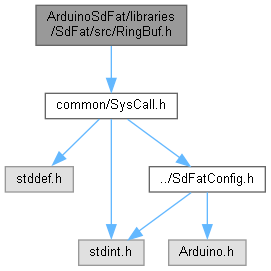 ArduinoSdFat/libraries
/SdFat/src/RingBuf.h
common/SysCall.h
stddef.h
../SdFatConfig.h
stdint.h
Arduino.h